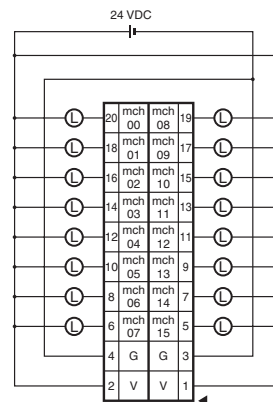 24 VDC
L 20 mch 00 mch 08 19 L
L 18 mch 01 mch 09 17 L
L 16 mch 02 mch 10 15 L
L 14 mch 03 mch 11 13 L
L 12 mch 04 mch 12 11 L
L 10 mch 05 mch 13 9 L
L 8 mch 06 mch 14 7 L
L 6 mch 07 mch 15 5 L
4 G G 3
2 V V 1